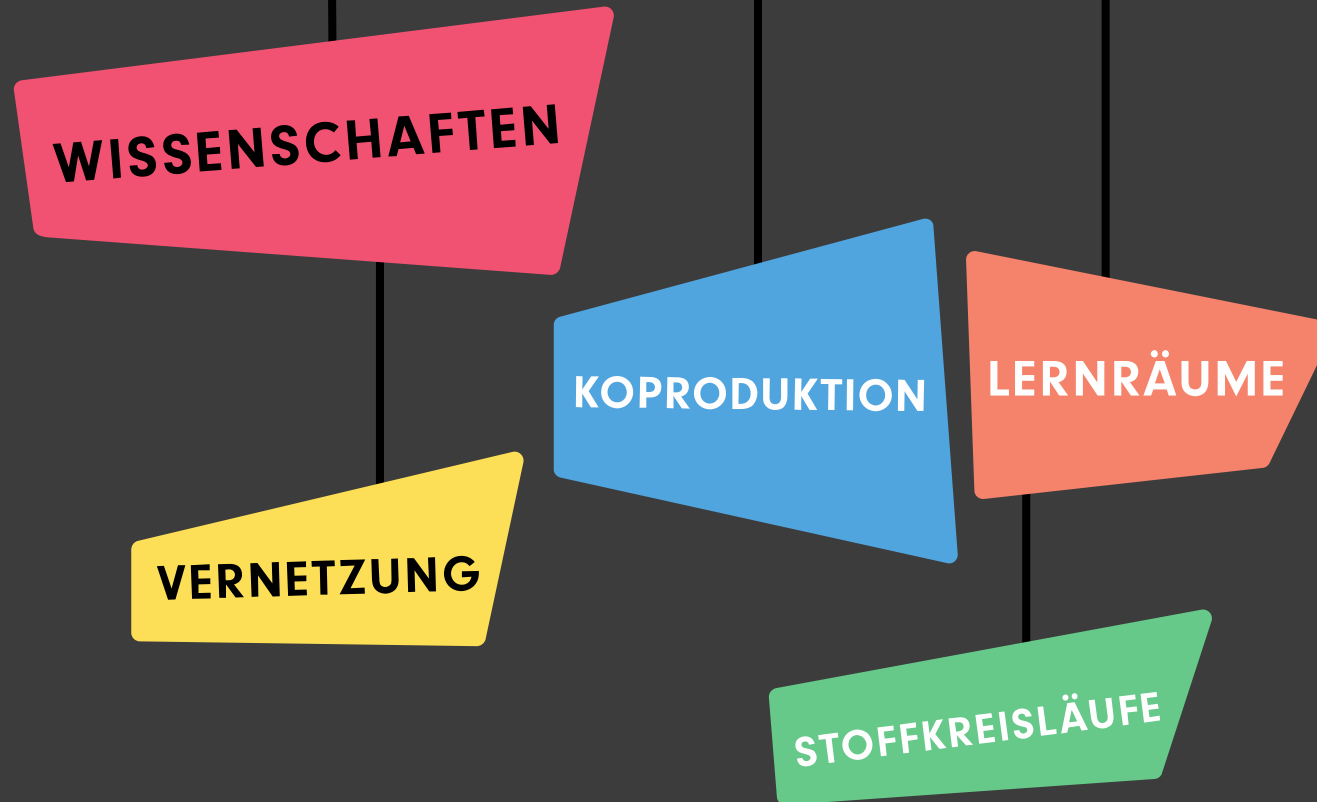 WISSENSCHAFTEN
KOPRODUKTION
LERNRÄUME
VERNETZUNG
STOFFKREISLÄUFE